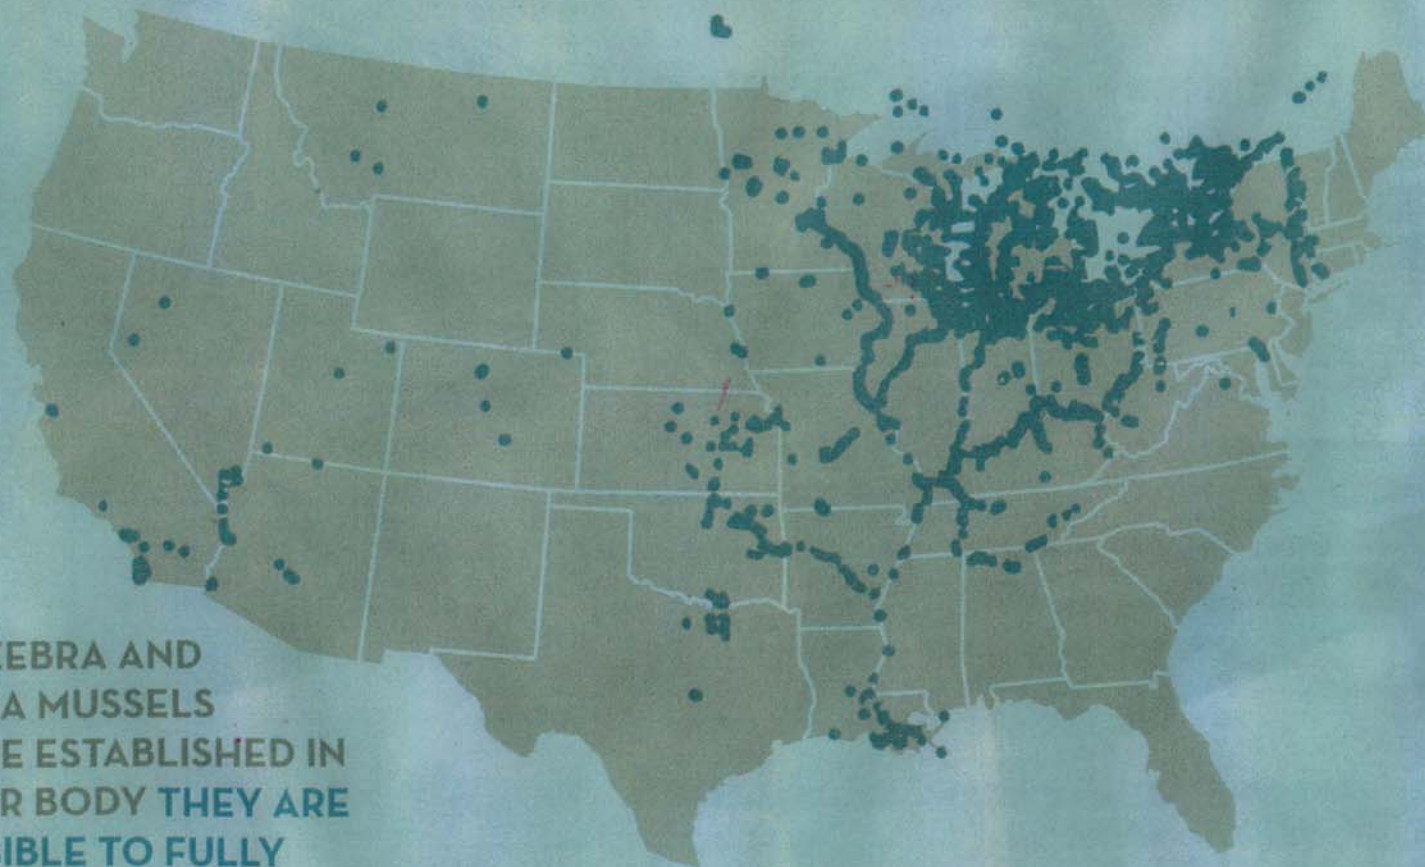 EBRA AND
A MUSSELS
E ESTABLISHED IN
R BODY THEY ARE
IBLE TO FULLY